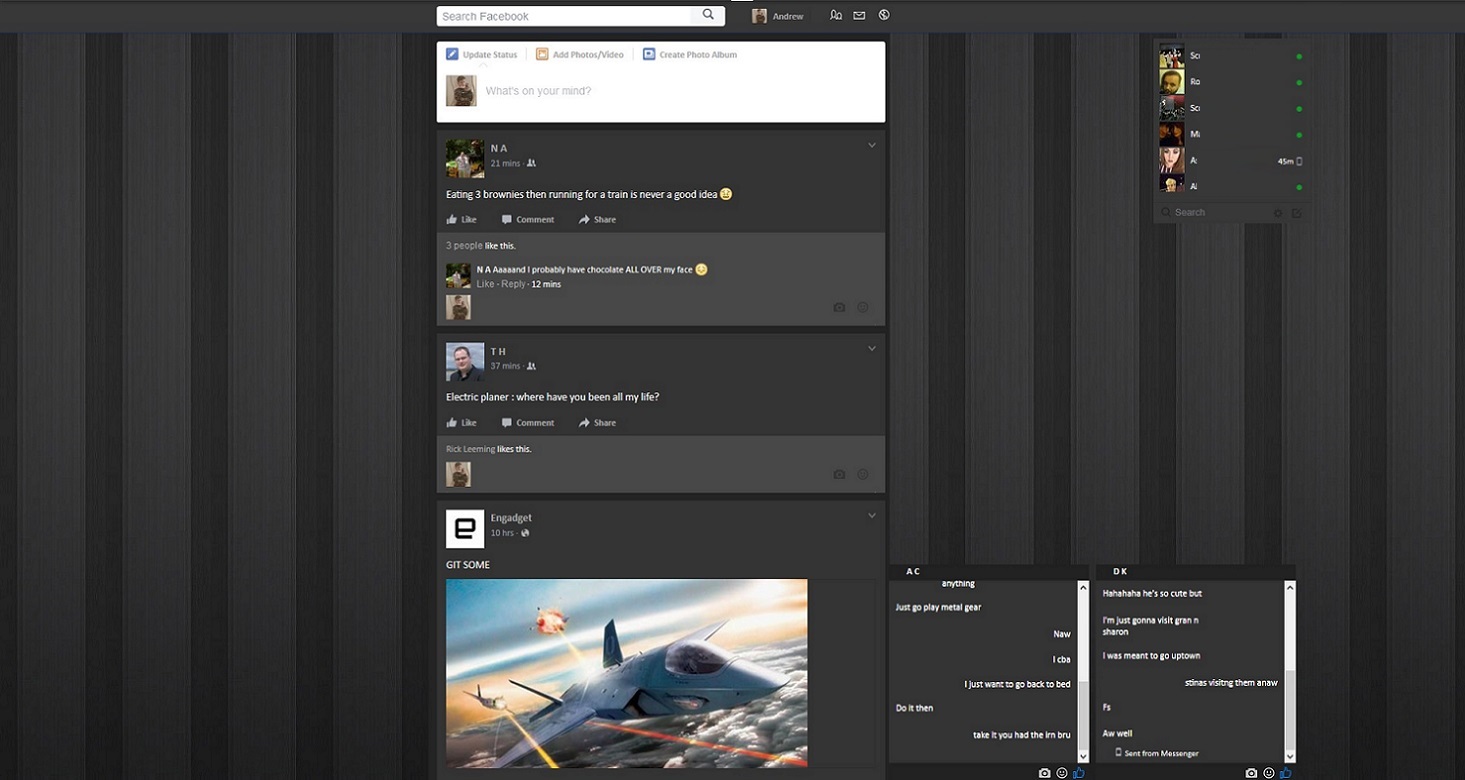 Search Facebook
Andrew
Update Status
Add Photos/Video
Create Photo Album
What's on your mind?
N A
21 mins ·
Eating 3 brownies then running for a train is never a good idea
Like Comment Share
3 people like this.
N A Aaaaand I probably have chocolate ALL OVER my face
Like · Reply · 12 mins
T H
37 mins ·
Electric planer : where have you been all my life?
Like Comment Share
Rick Leeming likes this.
Engadget
10 hrs ·
GIT SOME
Ro
45m
Search
A C
anything
Just go play metal gear
Naw
I cba
I just want to go back to bed
Do it then
take it you had the irn bru
D K
Hahahaha he's so cute but
I'm just gonna visit gran n
sharon
I was meant to go uptown
stinas visitng them anaw
Fs
Aw well
Sent from Messenger